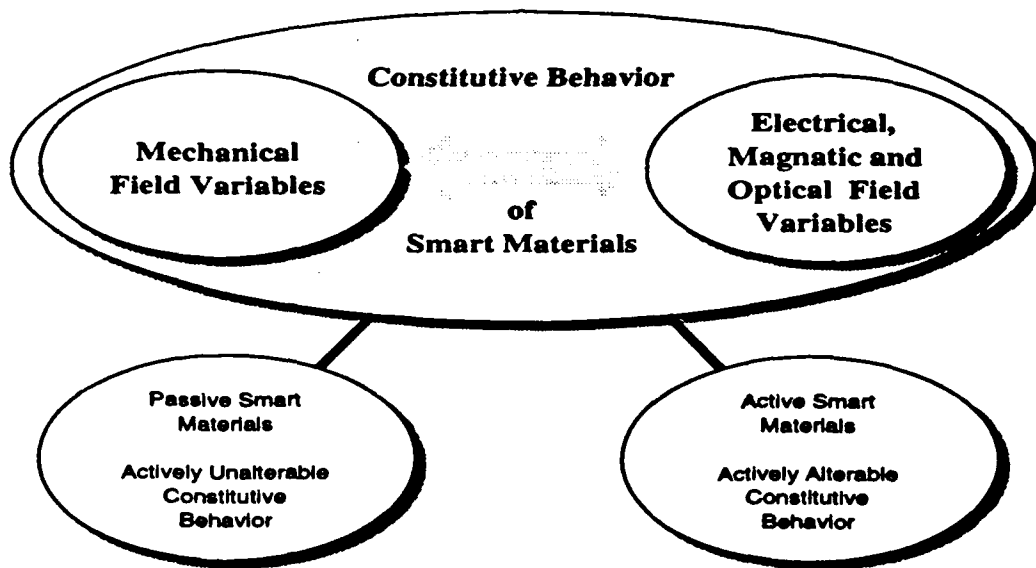 Constitutive Behavior
Mechanical
Field Variables
of
Smart Materials
Electrical,
Magnatic and
Optical Field
Variables
Passive Smart
Materials
Actively Unalterable
Constitutive
Behavior
Active Smart
Materials
Actively Alterable
Constitutive
Behavior